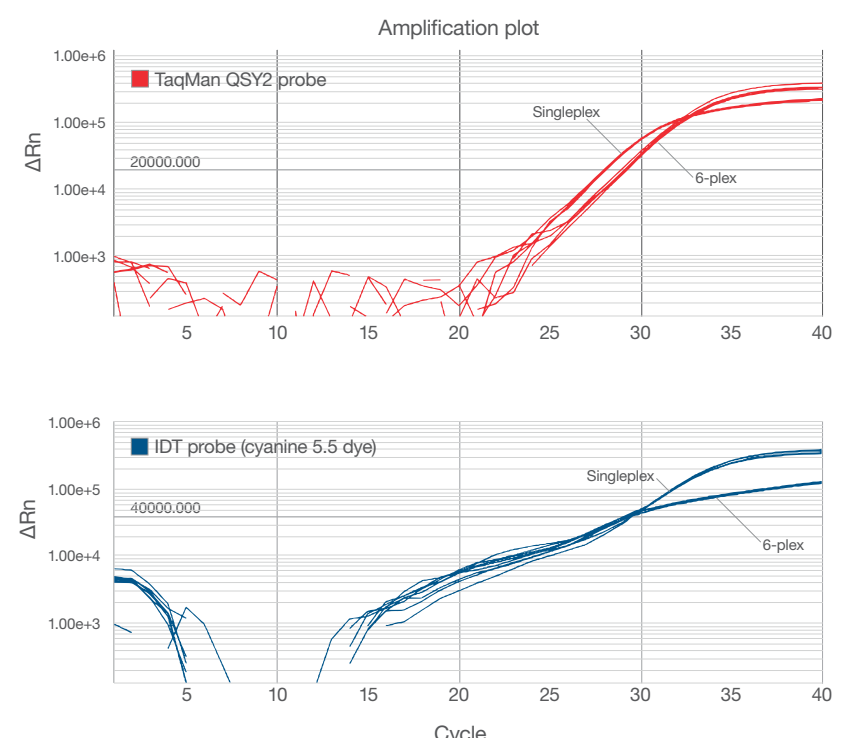 Amplification plot
1.00e+6
TaqMan QSY2 probe
Singleplex
1.00e+5
20000.000
ΔRn
6-plex
1.00e+4
1.00e+3
5 10 15 20 25 30 35 40
1.00e+6
IDT probe (cyanine 5.5 dye)
Singleplex
1.00e+5
40000.000
ΔRn
6-plex
1.00e+4
1.00e+3
5 10 15 20 25 30 35 40
Cycle